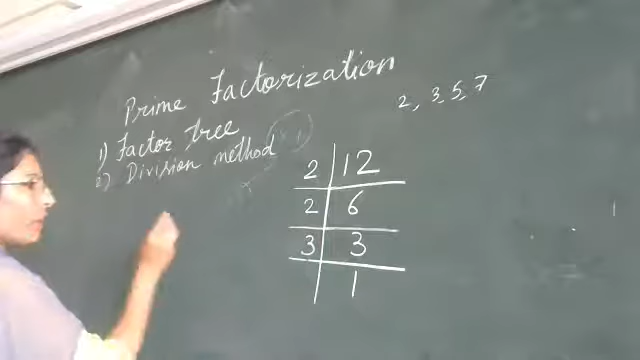 Prime Factorization
2, 3, 5, 7
1) Factor tree
2) Division method
2 | 12
2 | 6
3 | 3
1